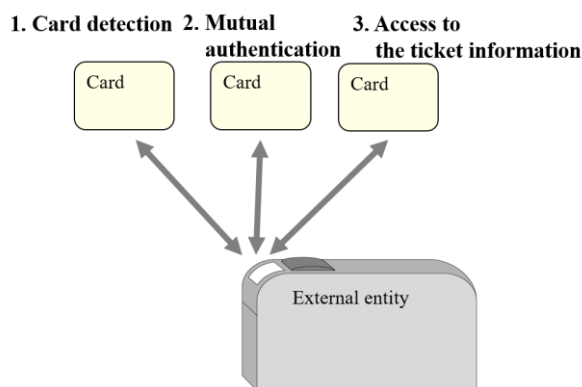 1. Card detection
2. Mutual
authentication
3. Access to
the ticket information
Card
Card
Card
External entity